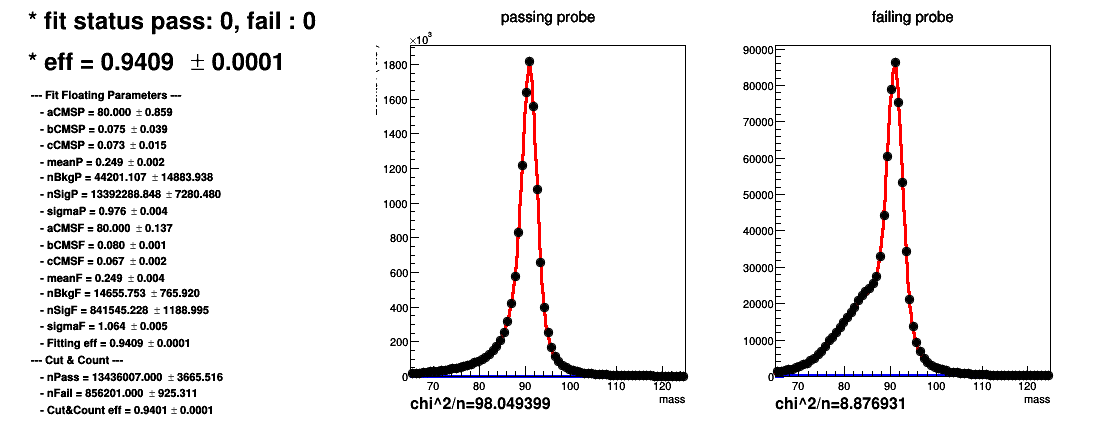 * fit status pass: 0, fail : 0
* eff = 0.9409 ± 0.0001
--- Fit Floating Parameters ---
- aCMSP = 80.000 ± 0.859
- bCMSP = 0.075 ± 0.039
- cCMSP = 0.073 ± 0.015
- meanP = 0.249 ± 0.002
- nBkgP = 44201.107 ± 14883.938
- nSigP = 13392288.848 ± 7280.480
- sigmaP = 0.976 ± 0.004
- aCMSF = 80.000 ± 0.137
- bCMSF = 0.080 ± 0.001
- cCMSF = 0.067 ± 0.002
- meanF = 0.249 ± 0.004
- nBkgF = 14655.753 ± 765.920
- nSigF = 841545.228 ± 1188.995
- sigmaF = 1.064 ± 0.005
- Fitting eff = 0.9409 ± 0.0001
--- Cut & Count ---
- nPass = 13436007.000 ± 3665.516
- nFail = 856201.000 ± 925.311
- Cut&Count eff = 0.9401 ± 0.0001
passing probe
×10³
1800
1600
1400
1200
1000
800
600
400
200
0
70 80 90 100 110 120
mass
chi^2/n=98.049399
failing probe
90000
80000
70000
60000
50000
40000
30000
20000
10000
0
70 80 90 100 110 120
mass
chi^2/n=8.876931